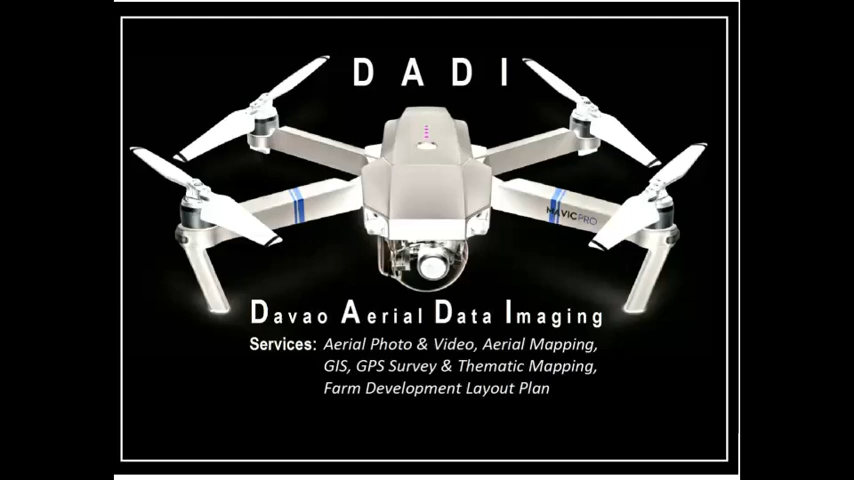 D A D I
MAVIC PRO
Davao Aerial Data Imaging
Services: Aerial Photo & Video, Aerial Mapping,
GIS, GPS Survey & Thematic Mapping,
Farm Development Layout Plan